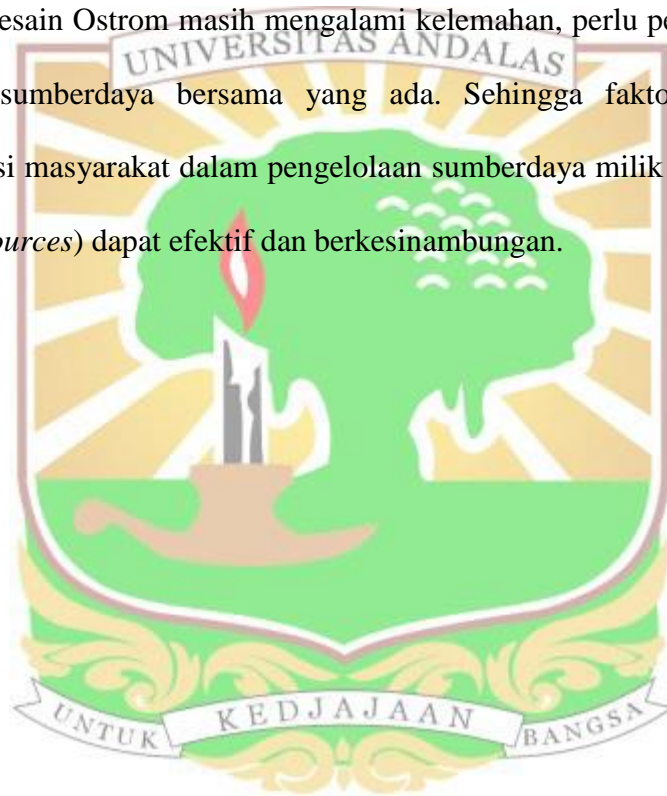 esain Ostrom masih mengalami kelemahan, perlu pe
UNIVERSITAS ANDALAS
sumberdaya bersama yang ada. Sehingga fakto
si masyarakat dalam pengelolaan sumberdaya milik
ources) dapat efektif dan berkesinambungan.
UNTUK KEDJAJAAN BANGSA